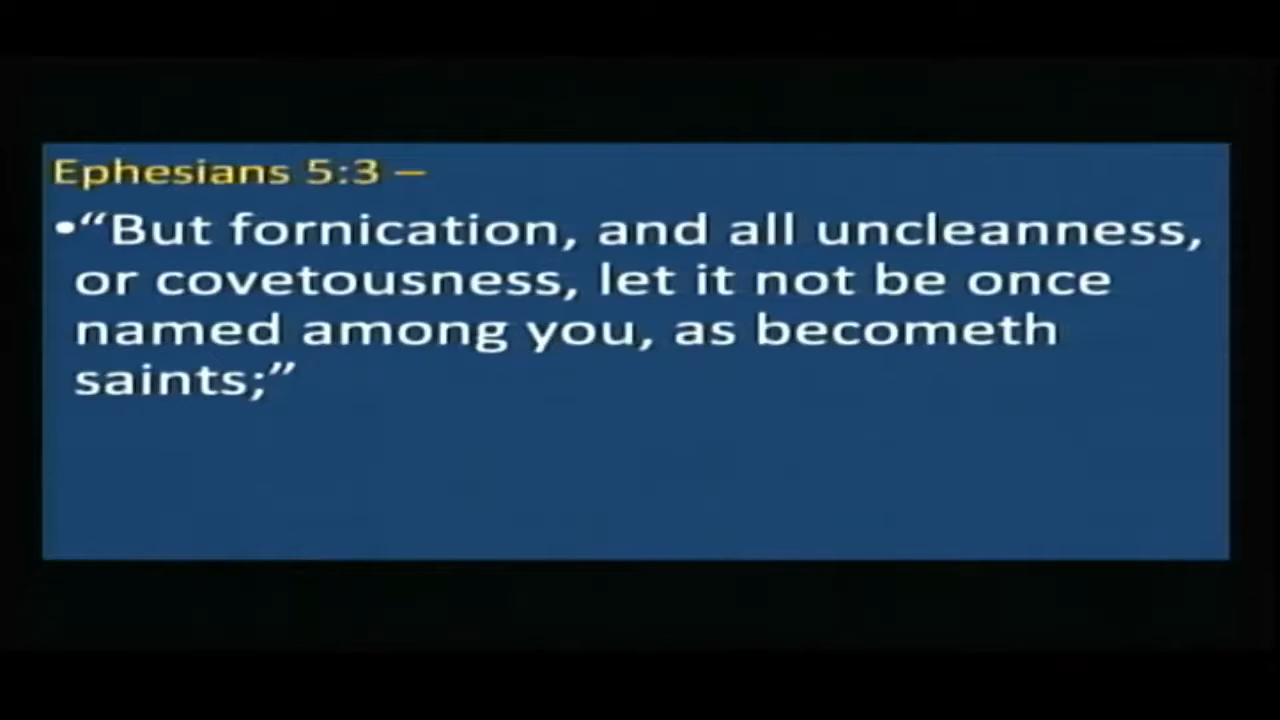 Ephesians 5:3 –
•“But fornication, and all uncleanness,
or covetousness, let it not be once
named among you, as becometh
saints;”